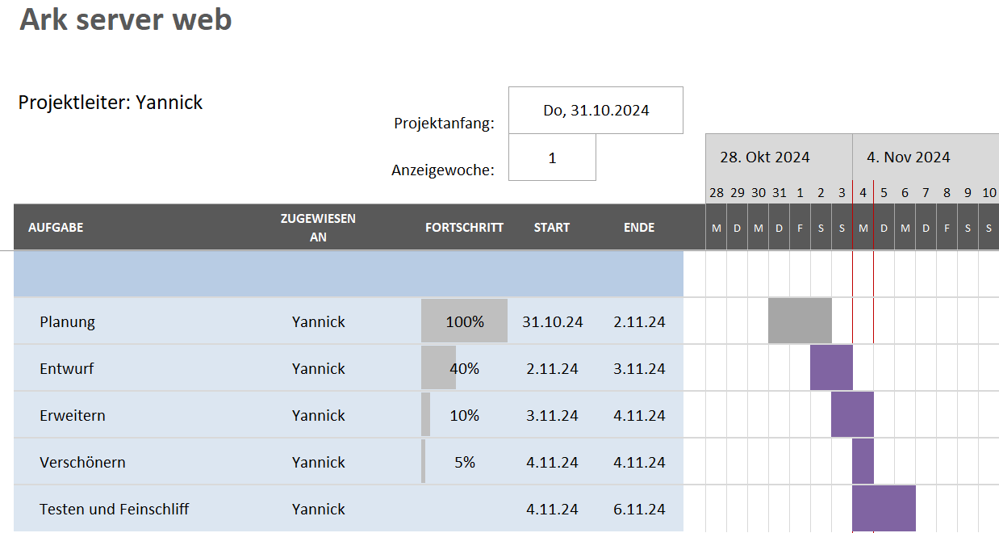 Ark server web
Projektleiter: Yannick
Projektanfang: Do, 31.10.2024
Anzeigewoche: 1
28. Okt 2024 4. Nov 2024
28 29 30 31 1 2 3 4 5 6 7 8 9 10
AUFGABE ZUGEWIESEN AN FORTSCHRITT START ENDE M D M D F S S M D M D F S S
Planung Yannick 100% 31.10.24 2.11.24
Entwurf Yannick 40% 2.11.24 3.11.24
Erweitern Yannick 10% 3.11.24 4.11.24
Verschönern Yannick 5% 4.11.24 4.11.24
Testen und Feinschliff Yannick 4.11.24 6.11.24